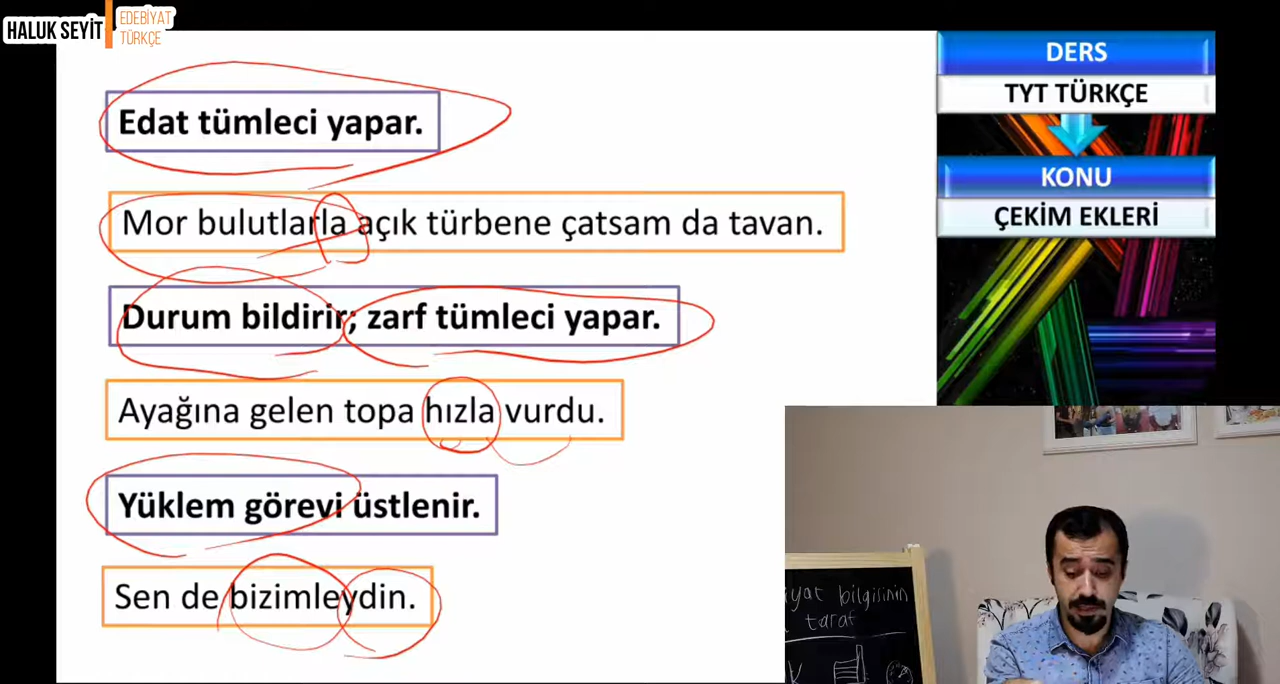 HALUK SEYİT
EDEBİYAT
TÜRKÇE
Edat tümleci yapar.
Mor bulutlarla açık türbene çatsam da tavan.
Durum bildirir; zarf tümleci yapar.
Ayağına gelen topa hızla vurdu.
Yüklem görevi üstlenir.
Sen de bizimleydin.
DERS
TYT TÜRKÇE
KONU
ÇEKİM EKLERİ
bilgisinin
taraf